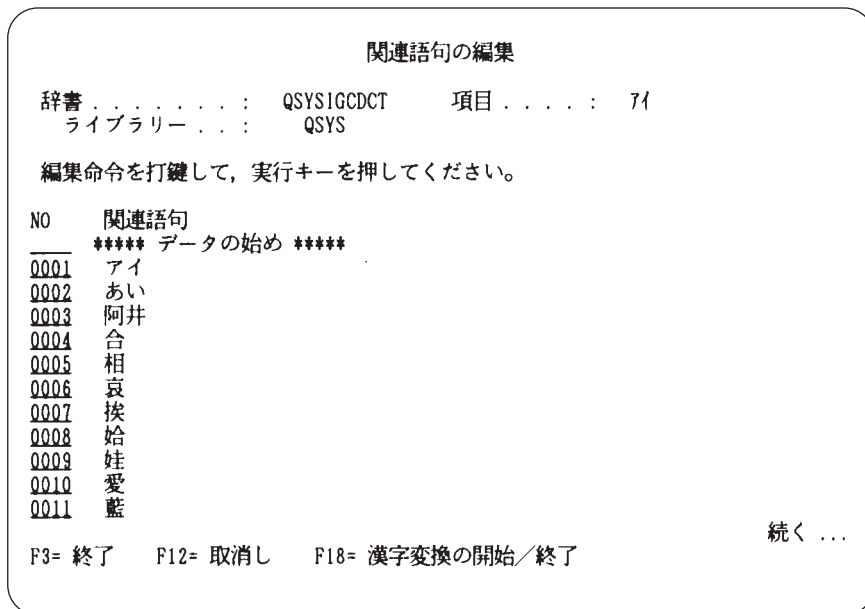 関連語句の編集
辞書 . . . . . . . : QSYSIGCDCT 項目 . . . . : ｱｲ
ライブラリー . . : QSYS
編集命令を打鍵して，実行キーを押してください。
NO 関連語句
***** データの始め *****
0001 アイ
0002 あい
0003 阿井
0004 合
0005 相
0006 哀
0007 挨
0008 姶
0009 娃
0010 愛
0011 藍
続く ...
F3= 終了 F12= 取消し F18= 漢字変換の開始／終了